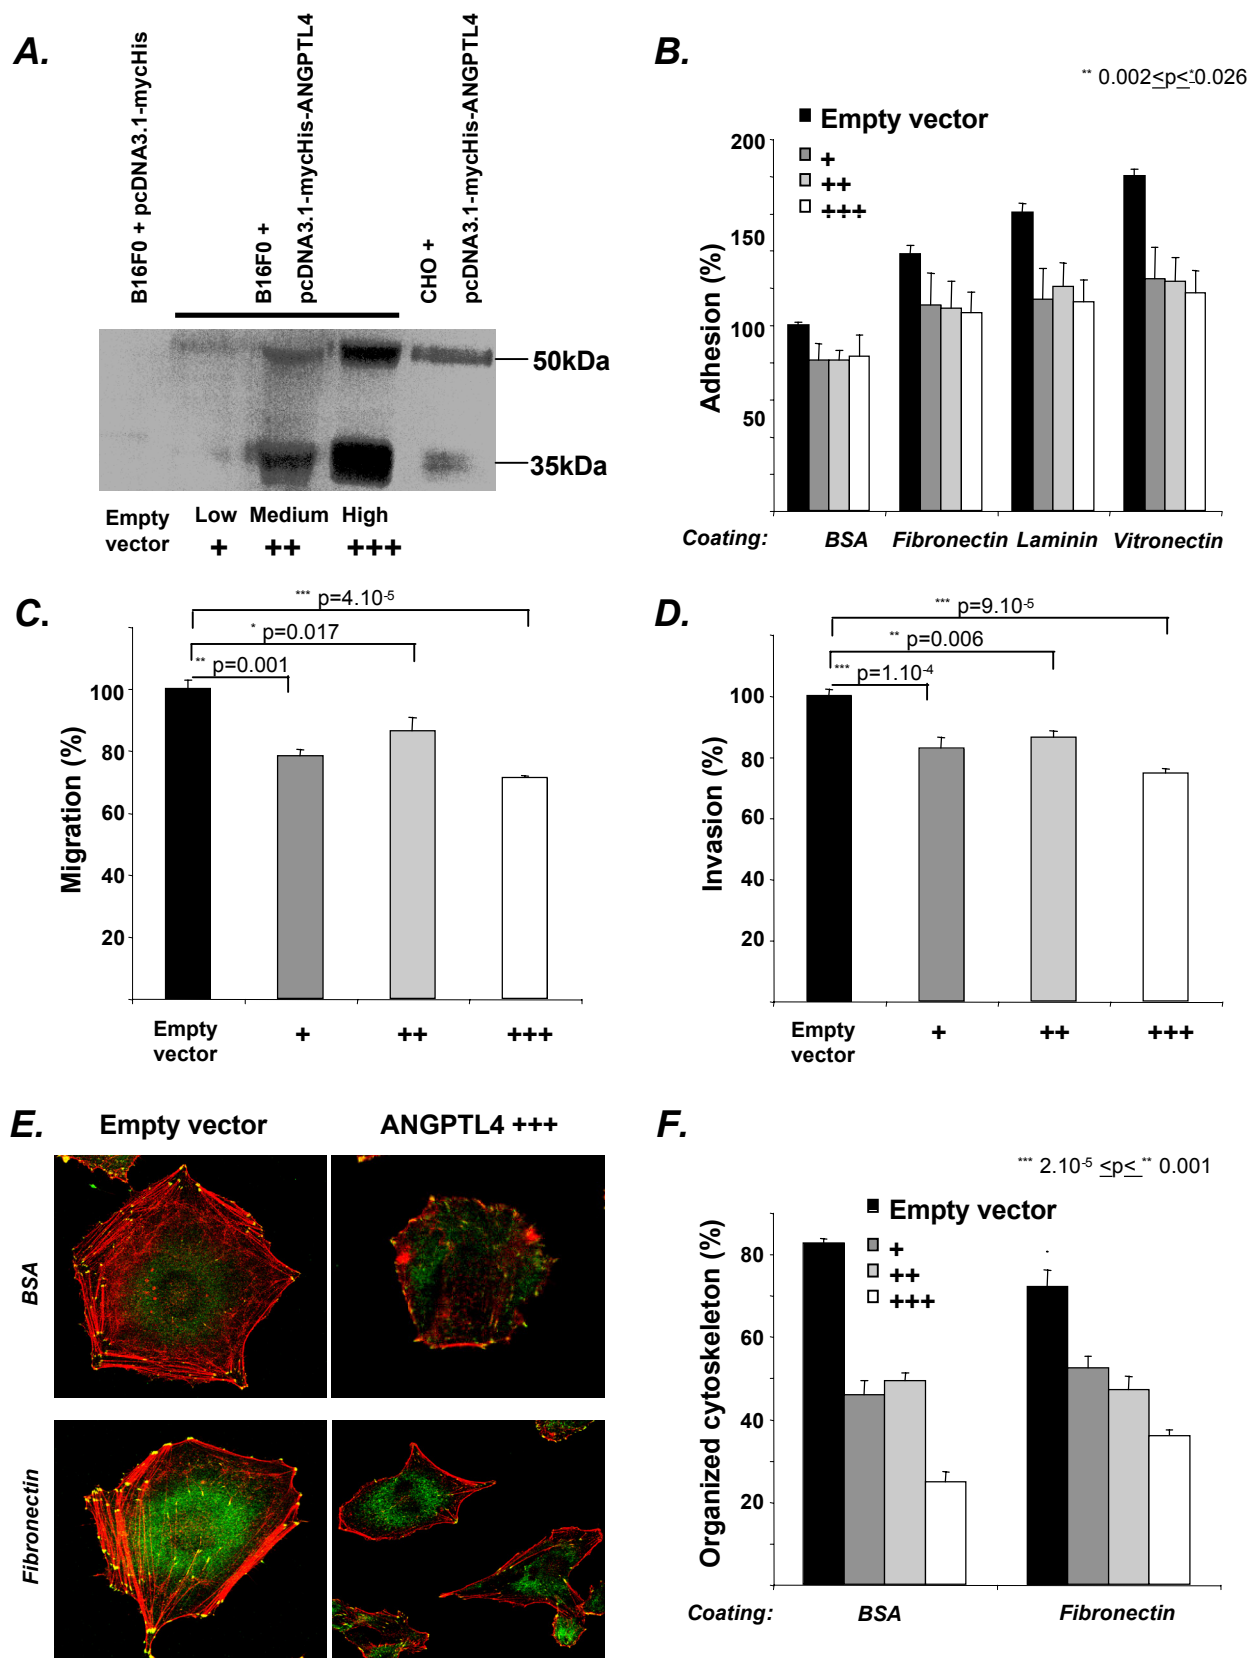 A.
B16F0 + pcDNA3.1-mycHis
B16F0 +
pcDNA3.1-mycHis-ANGPTL4
CHO +
pcDNA3.1-mycHis-ANGPTL4
50kDa
35kDa
Empty
vector
Low
+
Medium
++
High
+++
B.
** 0.002≤p≤*0.026
Empty vector
+
++
+++
Adhesion (%)
200
150
100
50
Coating:
BSA
Fibronectin
Laminin
Vitronectin
C.
*** p=4.10-5
* p=0.017
** p=0.001
Migration (%)
100
80
60
40
20
Empty
vector
+
++
+++
D.
*** p=9.10-5
** p=0.006
*** p=1.10-4
Invasion (%)
100
80
60
40
20
Empty
vector
+
++
+++
E.
Empty vector
ANGPTL4 +++
BSA
Fibronectin
F.
*** 2.10-5 ≤p≤ ** 0.001
Empty vector
+
++
+++
Organized cytoskeleton (%)
80
60
40
20
Coating:
BSA
Fibronectin